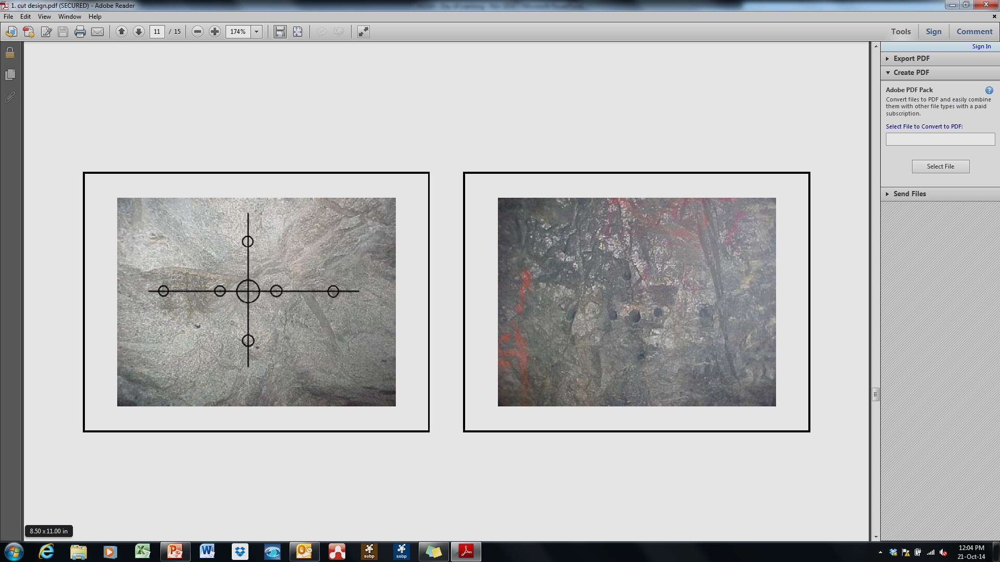 1. cut design.pdf (SECURED) - Adobe Reader
File Edit View Window Help
11 / 15 174% Tools Sign Comment
Sign In
Export PDF
Create PDF
Adobe PDF Pack
Convert files to PDF and easily combine
them with other file types with a paid
subscription.
Select File to Convert to PDF:
Select File
Send Files
8.50 x 11.00 in
subp ssbp
12:04 PM
21-Oct-14